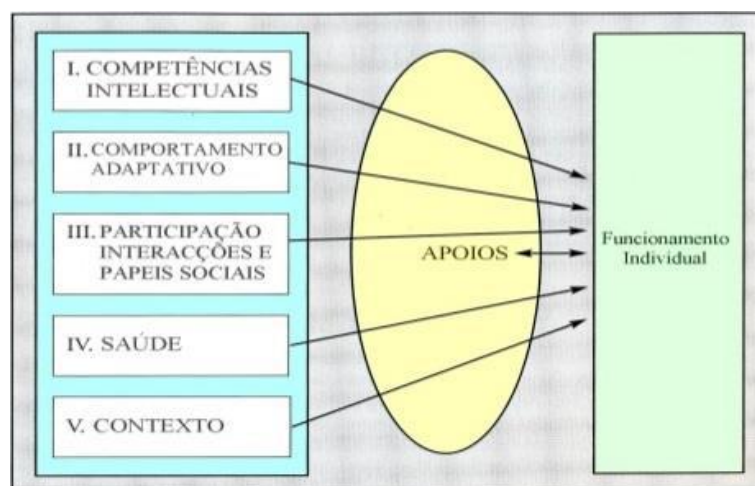 I. COMPETÊNCIAS
INTELECTUAIS
II. COMPORTAMENTO
ADAPTATIVO
III. PARTICIPAÇÃO
INTERACÇÕES E
PAPEIS SOCIAIS
IV. SAÚDE
V. CONTEXTO
APOIOS
Funcionamento
Individual